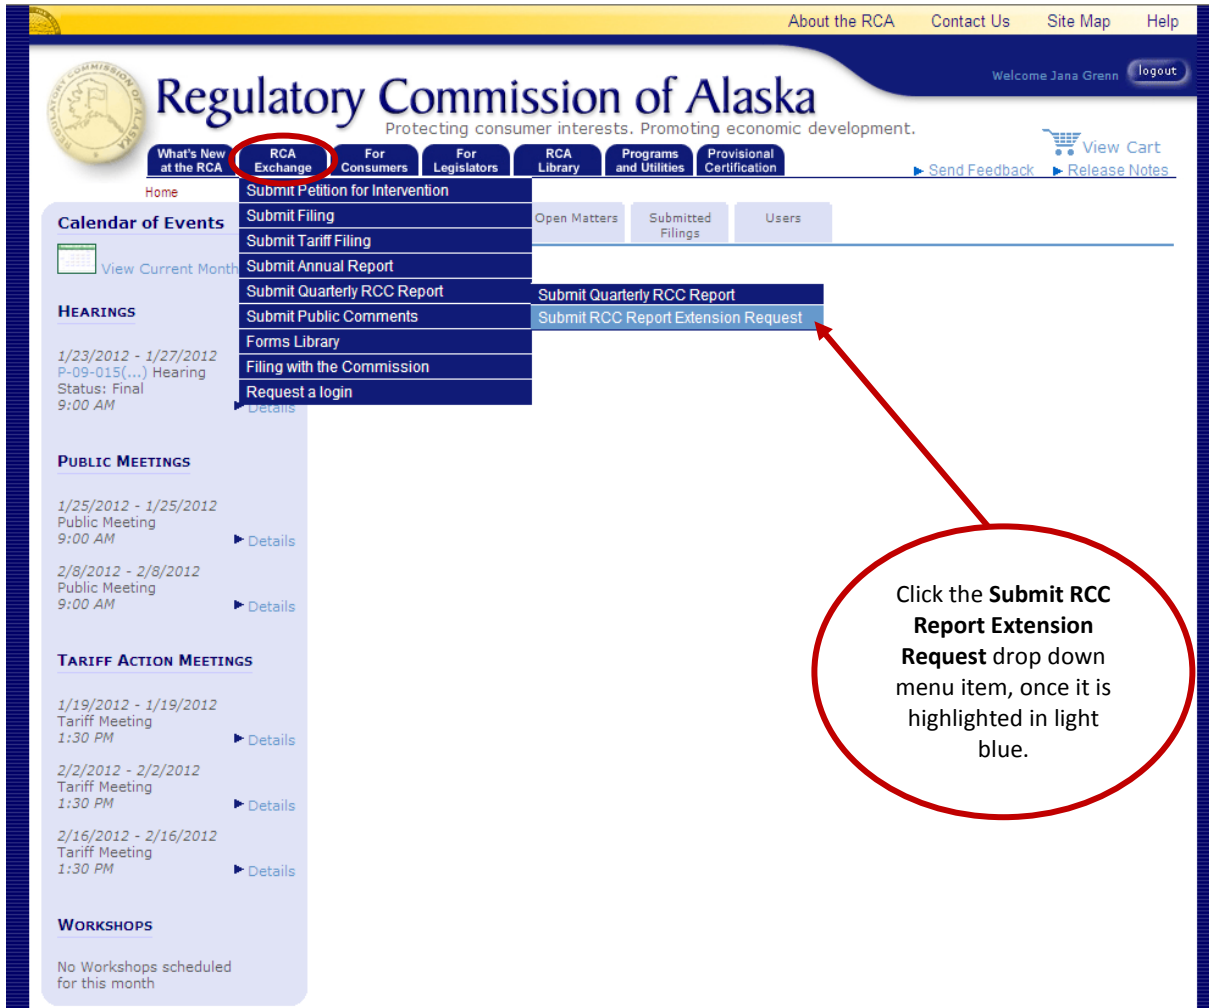 About the RCA Contact Us Site Map Help
Welcome Jana Grenn logout
REGULATORY COMMISSION OF ALASKA
Regulatory Commission of Alaska
Protecting consumer interests. Promoting economic development.
View Cart
Send Feedback Release Notes
What's New at the RCA
RCA Exchange
For Consumers
For Legislators
RCA Library
Programs and Utilities
Provisional Certification
Home
Submit Petition for Intervention
Submit Filing
Submit Tariff Filing
Submit Annual Report
Submit Quarterly RCC Report
Submit Public Comments
Forms Library
Filing with the Commission
Request a login
Submit Quarterly RCC Report
Submit RCC Report Extension Request
Open Matters
Submitted
Filings
Users
Calendar of Events
View Current Month
HEARINGS
1/23/2012 - 1/27/2012
P-09-015(...) Hearing
Status: Final
9:00 AM Details
PUBLIC MEETINGS
1/25/2012 - 1/25/2012
Public Meeting
9:00 AM Details
2/8/2012 - 2/8/2012
Public Meeting
9:00 AM Details
TARIFF ACTION MEETINGS
1/19/2012 - 1/19/2012
Tariff Meeting
1:30 PM Details
2/2/2012 - 2/2/2012
Tariff Meeting
1:30 PM Details
2/16/2012 - 2/16/2012
Tariff Meeting
1:30 PM Details
WORKSHOPS
No Workshops scheduled
for this month
Click the Submit RCC
Report Extension
Request drop down
menu item, once it is
highlighted in light
blue.